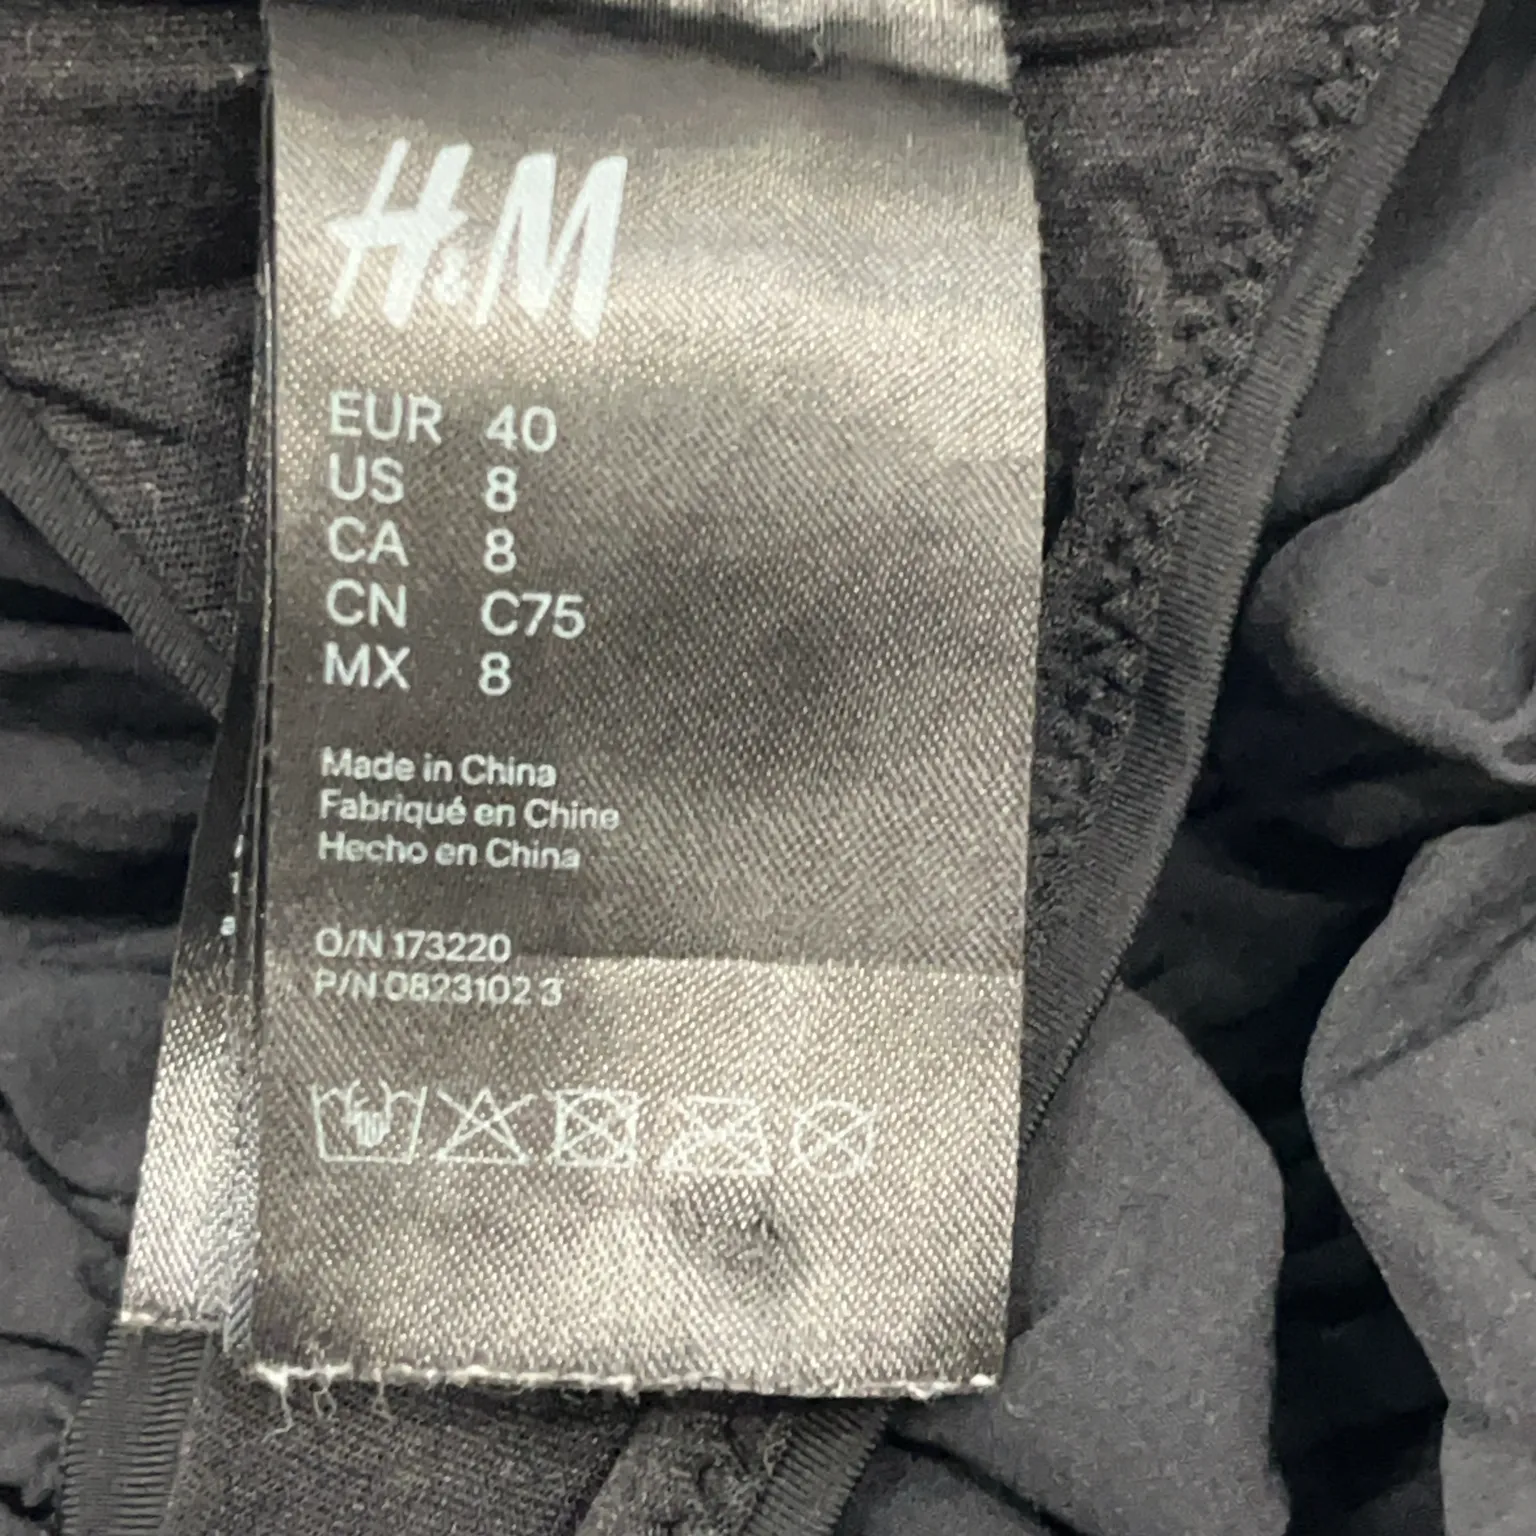 H&M
EUR 40
US 8
CA 8
CN C75
MX 8
Made in China
Fabriqué en Chine
Hecho en China
O/N 173220
P/N 0823102 3